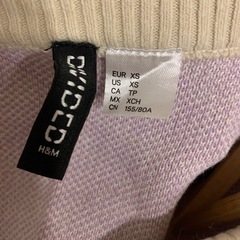 DIVIDED
H&M
EUR XS
US XS
CA TP
MX XCH
CN 155/80A